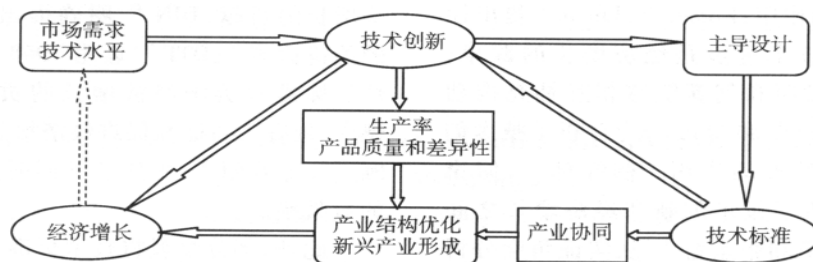 市场需求
技术水平
技术创新
主导设计
生产率
产品质量和差异性
经济增长
产业结构优化
新兴产业形成
产业协同
技术标准